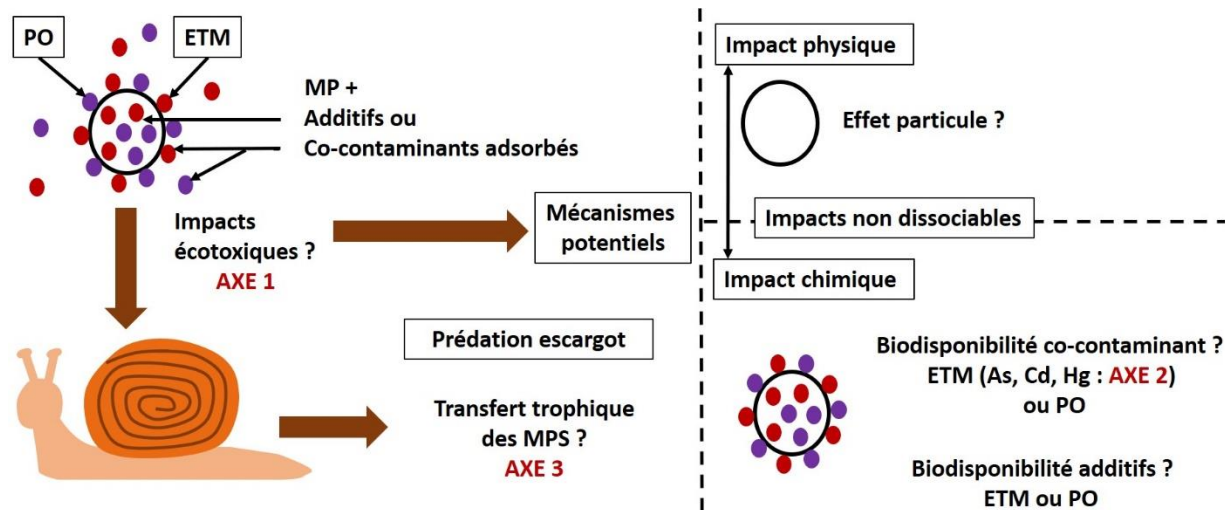 PO
ETM
MP +
Additifs ou
Co-contaminants adsorbés
Impacts
écotoxiques ?
AXE 1
Mécanismes
potentiels
Prédation escargot
Transfert trophique
des MPS ?
AXE 3
Impact physique
Effet particule ?
Impacts non dissociables
Impact chimique
Biodisponibilité co-contaminant ?
ETM (As, Cd, Hg : AXE 2)
ou PO
Biodisponibilité additifs ?
ETM ou PO